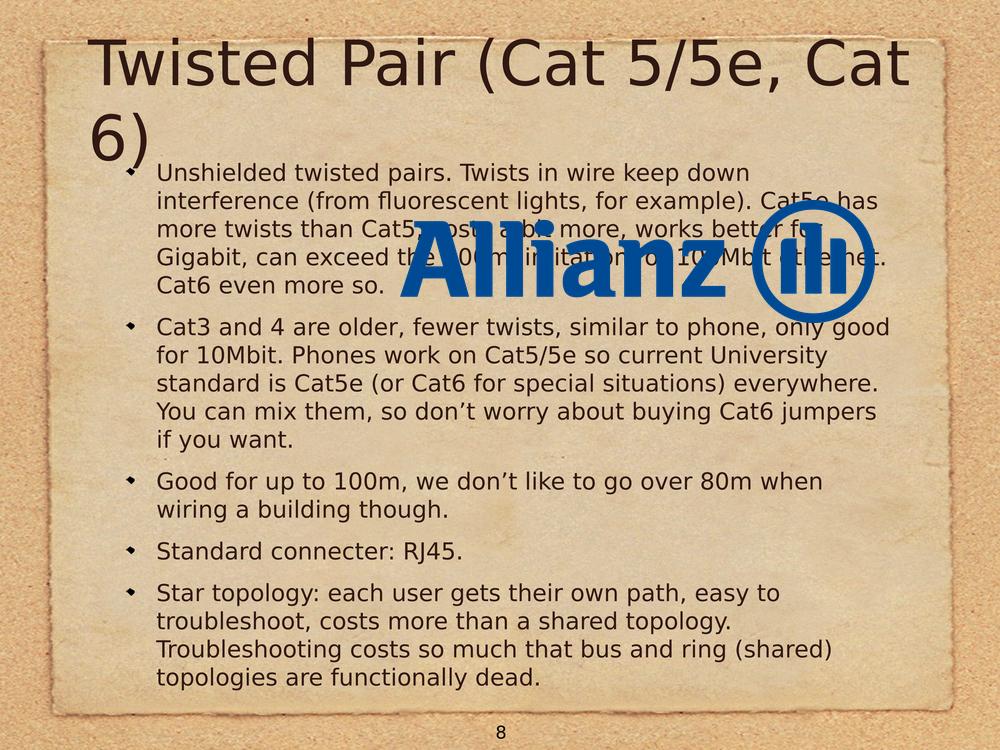 Twisted Pair (Cat 5/5e, Cat
6)
Unshielded twisted pairs. Twists in wire keep down
interference (from fluorescent lights, for example). Cat5e has
more twists than Cat5, costs a bit more, works better for
Gigabit, can exceed the 100m limitation for 100Mbit ethernet.
Cat6 even more so.
Allianz
Cat3 and 4 are older, fewer twists, similar to phone, only good
for 10Mbit. Phones work on Cat5/5e so current University
standard is Cat5e (or Cat6 for special situations) everywhere.
You can mix them, so don’t worry about buying Cat6 jumpers
if you want.
Good for up to 100m, we don’t like to go over 80m when
wiring a building though.
Standard connecter: RJ45.
Star topology: each user gets their own path, easy to
troubleshoot, costs more than a shared topology.
Troubleshooting costs so much that bus and ring (shared)
topologies are functionally dead.
8